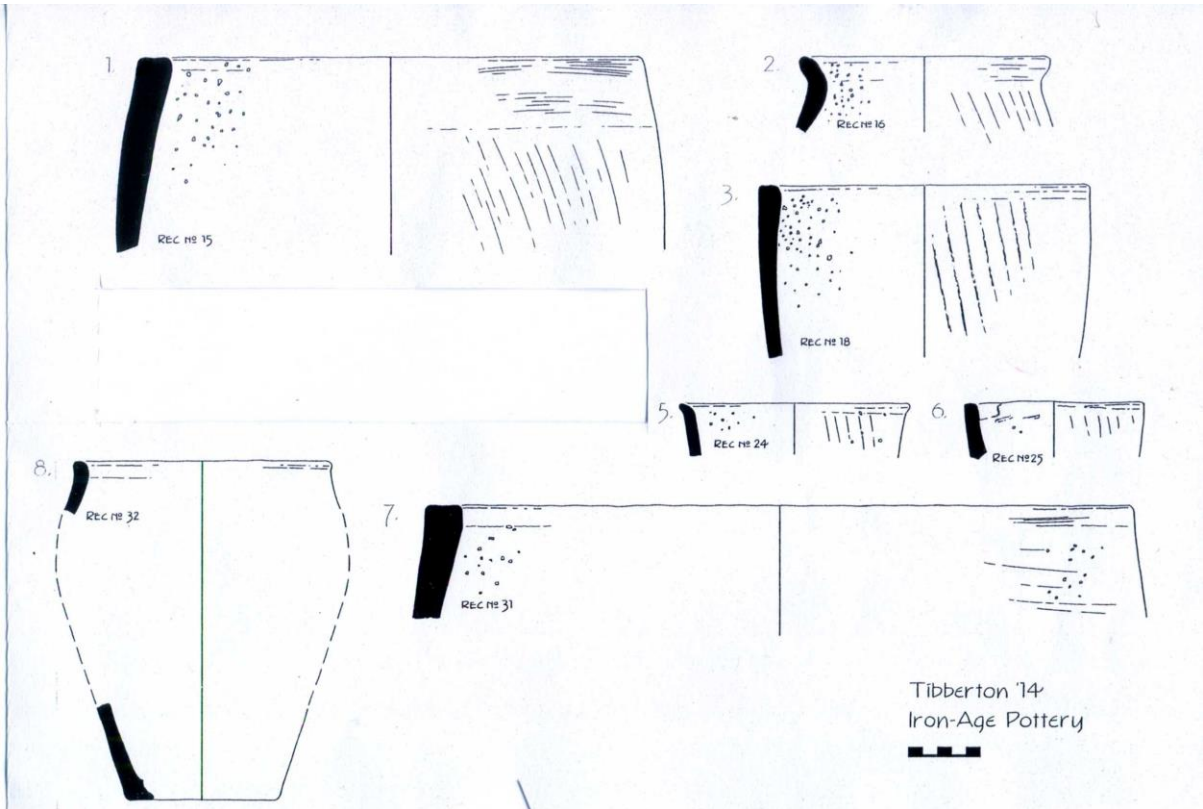 1.
REC Nº 15
2.
REC Nº 16
3.
REC Nº 18
5.
REC Nº 24
6.
REC Nº 25
8.
REC Nº 32
7.
REC Nº 31
Tibberton '14
Iron-Age Pottery